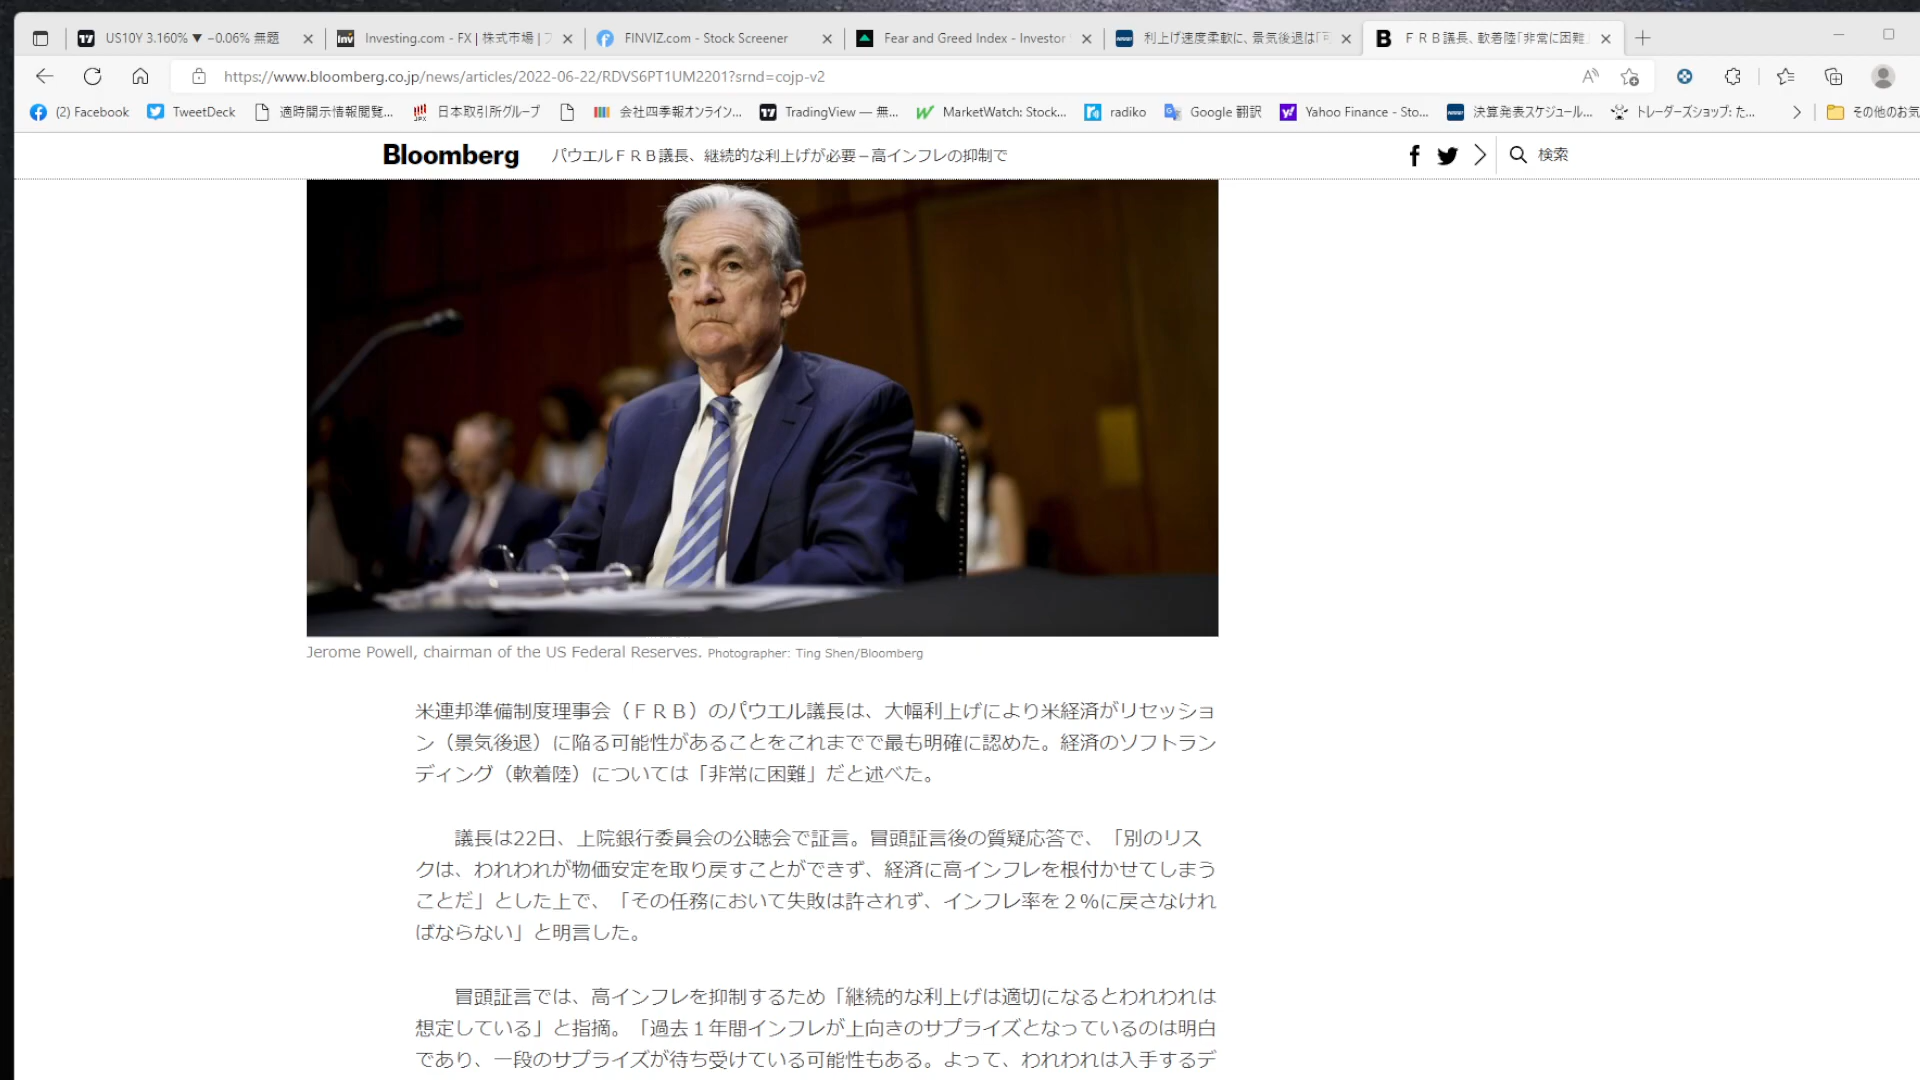 US10Y 3.160% ▼ −0.06% 無題
Investing.com - FX | 株式市場 |
FINVIZ.com - Stock Screener
Fear and Greed Index - Investor
利上げ速度柔軟に、景気後退は「可
ＦＲＢ議長、軟着陸「非常に困難」
https://www.bloomberg.co.jp/news/articles/2022-06-22/RDVS6PT1UM2201?srnd=cojp-v2
(2) Facebook
TweetDeck
適時開示情報閲覧...
日本取引所グループ
会社四季報オンライン...
TradingView — 無...
MarketWatch: Stock...
radiko
Google 翻訳
Yahoo Finance - Sto...
決算発表スケジュール...
トレーダーズショップ: た...
その他のお気
Bloomberg
パウエルＦＲＢ議長、継続的な利上げが必要－高インフレの抑制で
検索
Jerome Powell, chairman of the US Federal Reserves. Photographer: Ting Shen/Bloomberg
米連邦準備制度理事会（ＦＲＢ）のパウエル議長は、大幅利上げにより米経済がリセッショ
ン（景気後退）に陥る可能性があることをこれまでで最も明確に認めた。経済のソフトラン
ディング（軟着陸）については「非常に困難」だと述べた。
議長は22日、上院銀行委員会の公聴会で証言。冒頭証言後の質疑応答で、「別のリス
クは、われわれが物価安定を取り戻すことができず、経済に高インフレを根付かせてしまう
ことだ」とした上で、「その任務において失敗は許されず、インフレ率を２％に戻さなけれ
ばならない」と明言した。
冒頭証言では、高インフレを抑制するため「継続的な利上げは適切になるとわれわれは
想定している」と指摘。「過去１年間インフレが上向きのサプライズとなっているのは明白
であり、一段のサプライズが待ち受けている可能性もある。よって、われわれは入手するデ